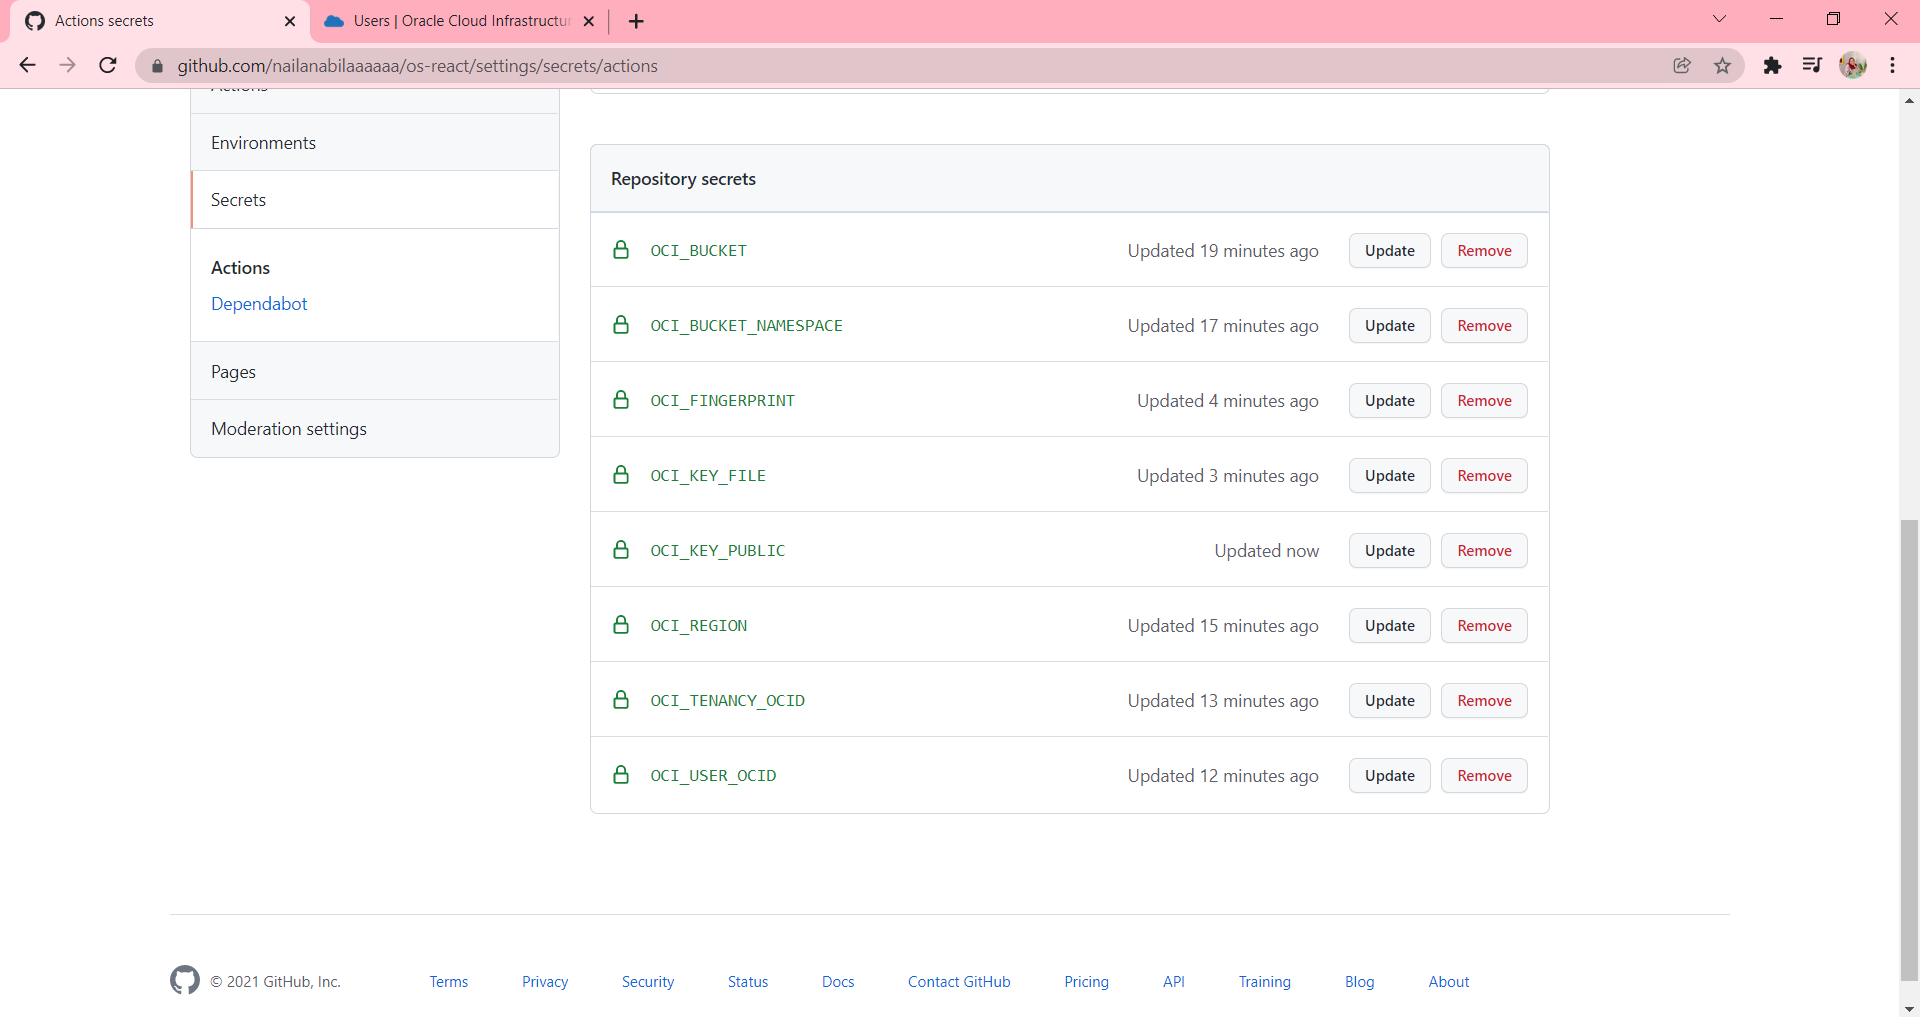 Actions secrets
Users | Oracle Cloud Infrastructur
github.com/nailanabilaaaaaa/os-react/settings/secrets/actions
Actions
Environments
Secrets
Actions
Dependabot
Pages
Moderation settings
Repository secrets
OCI_BUCKET Updated 19 minutes ago Update Remove
OCI_BUCKET_NAMESPACE Updated 17 minutes ago Update Remove
OCI_FINGERPRINT Updated 4 minutes ago Update Remove
OCI_KEY_FILE Updated 3 minutes ago Update Remove
OCI_KEY_PUBLIC Updated now Update Remove
OCI_REGION Updated 15 minutes ago Update Remove
OCI_TENANCY_OCID Updated 13 minutes ago Update Remove
OCI_USER_OCID Updated 12 minutes ago Update Remove
© 2021 GitHub, Inc. Terms Privacy Security Status Docs Contact GitHub Pricing API Training Blog About